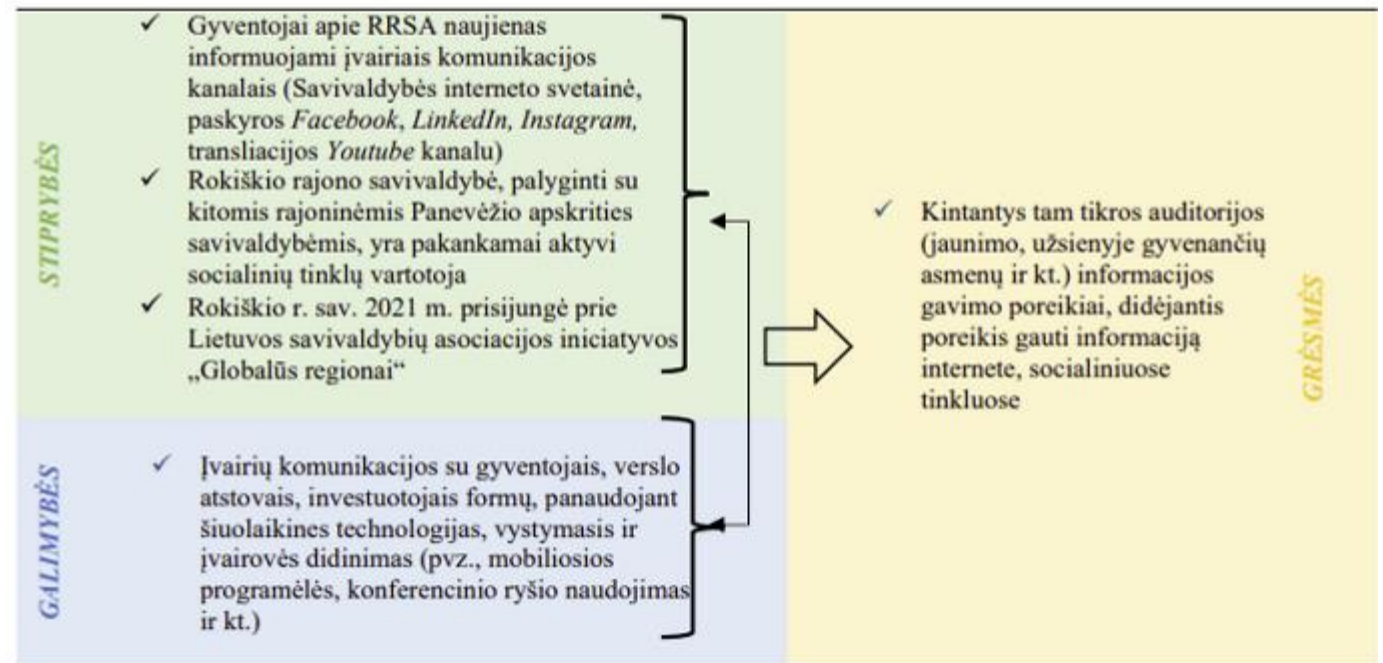 STIPRYBĖS
✓ Gyventojai apie RRSA naujienas
informuojami įvairiais komunikacijos
kanalais (Savivaldybės interneto svetainė,
paskyros Facebook, LinkedIn, Instagram,
transliacijos Youtube kanalu)
✓ Rokiškio rajono savivaldybė, palyginti su
kitomis rajoninėmis Panevėžio apskrities
savivaldybėmis, yra pakankamai aktyvi
socialinių tinklų vartotoja
✓ Rokiškio r. sav. 2021 m. prisijungė prie
Lietuvos savivaldybių asociacijos iniciatyvos
„Globalūs regionai“
GALIMYBĖS
✓ Įvairių komunikacijos su gyventojais, verslo
atstovais, investuotojais formų, panaudojant
šiuolaikines technologijas, vystymasis ir
įvairovės didinimas (pvz., mobiliosios
programėlės, konferencinio ryšio naudojimas
ir kt.)
✓ Kintantys tam tikros auditorijos
(jaunimo, užsienyje gyvenančių
asmenų ir kt.) informacijos
gavimo poreikiai, didėjantis
poreikis gauti informaciją
internete, socialiniuose
tinkluose
GRĖSMĖS